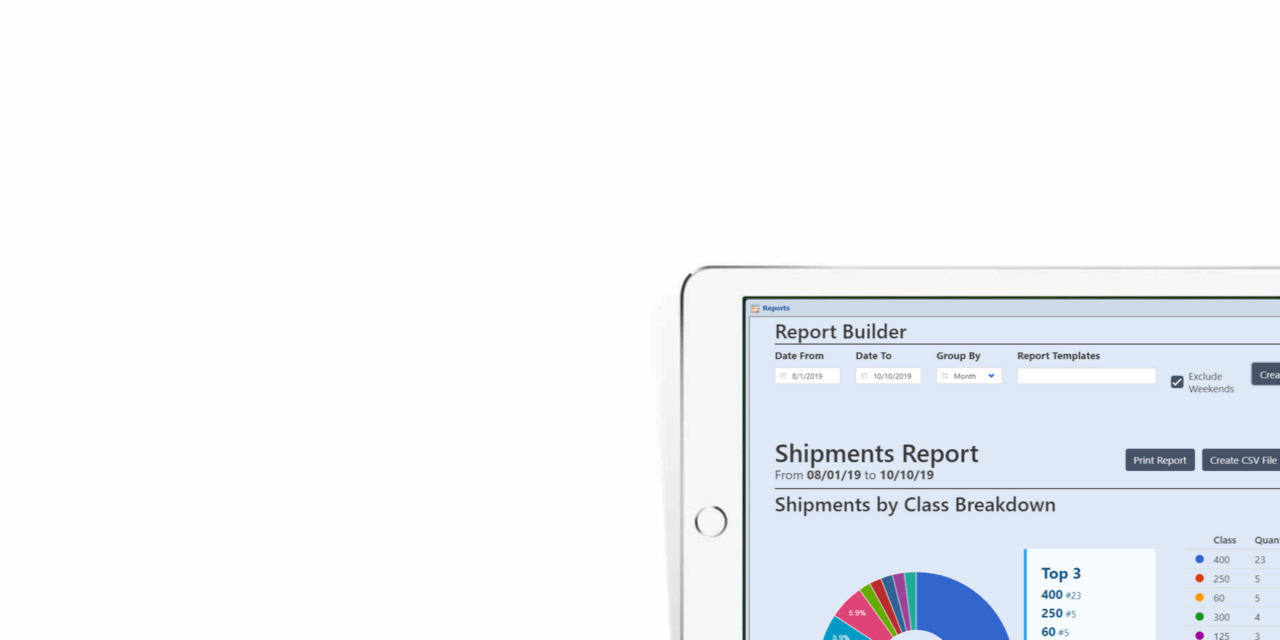 Reports
Report Builder
Date From Date To Group By Report Templates
8/1/2019 10/10/2019 Month Exclude Weekends Crea
Shipments Report
From 08/01/19 to 10/10/19
Print Report Create CSV File
Shipments by Class Breakdown
Class Quan
400 23
250 5
60 5
300 4
125 3
Top 3
400 #23
250 #5
60 #5
5.9%
5.9%